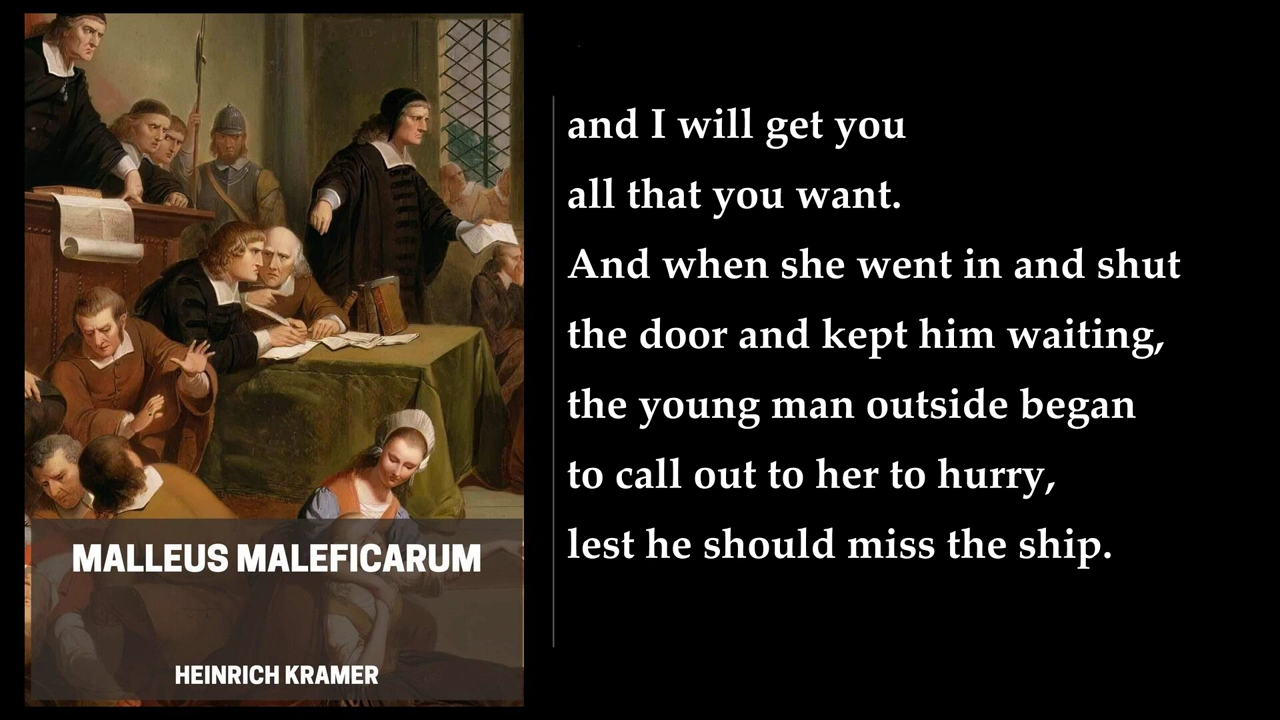 MALLEUS MALEFICARUM
HEINRICH KRAMER
and I will get you
all that you want.
And when she went in and shut
the door and kept him waiting,
the young man outside began
to call out to her to hurry,
lest he should miss the ship.